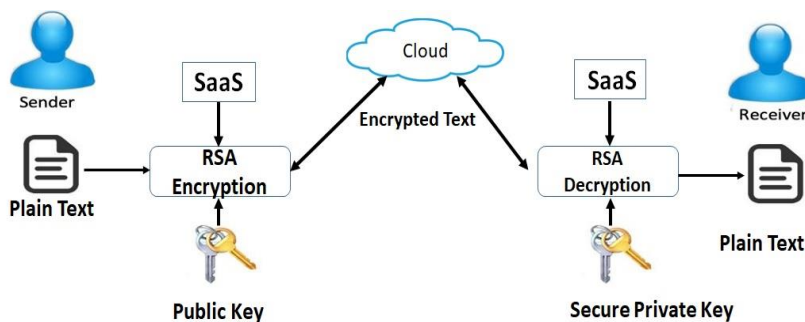 Sender
Plain Text
SaaS
RSA
Encryption
Public Key
Cloud
Encrypted Text
SaaS
RSA
Decryption
Secure Private Key
Receiver
Plain Text